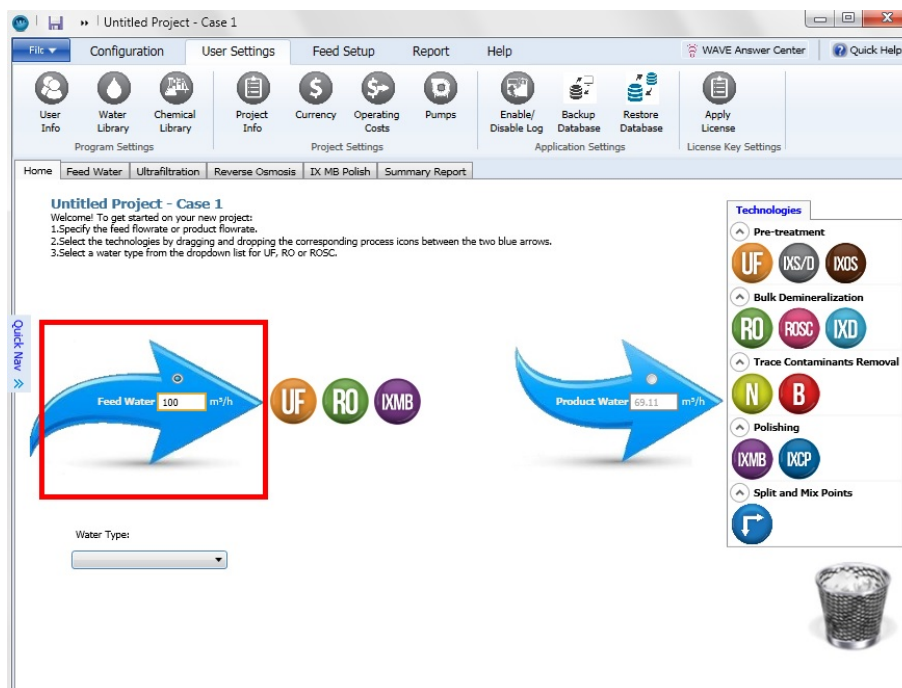 Untitled Project - Case 1
File
Configuration
User Settings
Feed Setup
Report
Help
WAVE Answer Center
Quick Help
User Info
Water Library
Chemical Library
Project Info
Currency
Operating Costs
Pumps
Enable/ Disable Log
Backup Database
Restore Database
Apply License
Program Settings
Project Settings
Application Settings
License Key Settings
Home
Feed Water
Ultrafiltration
Reverse Osmosis
IX MB Polish
Summary Report
Untitled Project - Case 1
Welcome! To get started on your new project:
1.Specify the feed flowrate or product flowrate.
2.Select the technologies by dragging and dropping the corresponding process icons between the two blue arrows.
3.Select a water type from the dropdown list for UF, RO or ROSC.
Quick Nav
Feed Water 100 m³/h
UF RO IXMB
Product Water 69.11 m³/h
Water Type:
Technologies
Pre-treatment
UF IXS/D IXOS
Bulk Demineralization
RO ROSC IXD
Trace Contaminants Removal
N B
Polishing
IXMB IXCP
Split and Mix Points